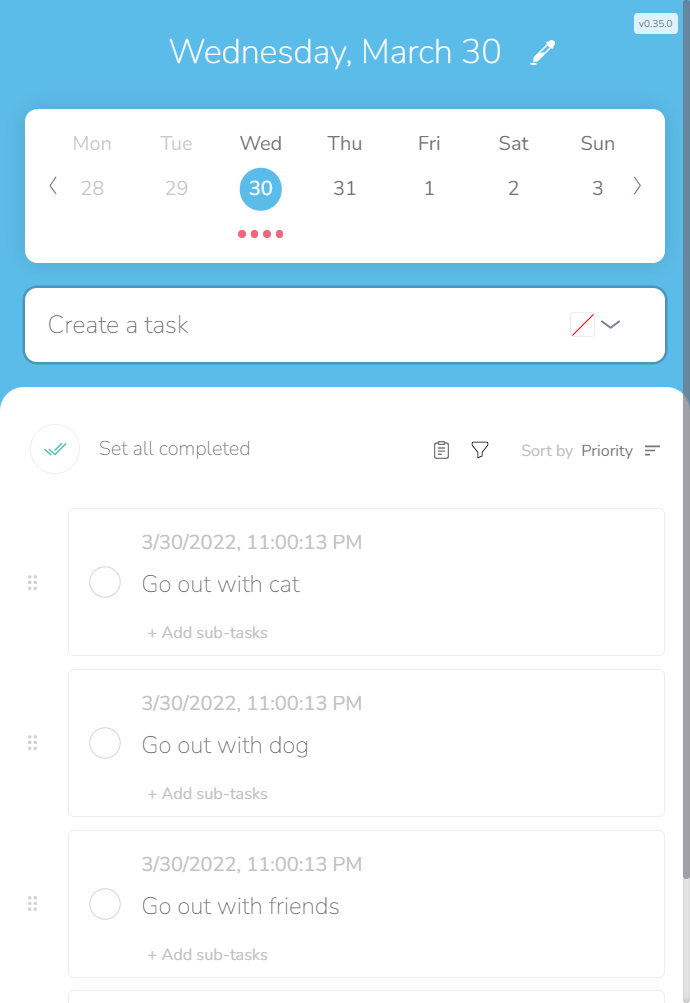 v0.35.0
Wednesday, March 30
Mon Tue Wed Thu Fri Sat Sun
28 29 30 31 1 2 3
Create a task
Set all completed
Sort by Priority
3/30/2022, 11:00:13 PM
Go out with cat
+ Add sub-tasks
3/30/2022, 11:00:13 PM
Go out with dog
+ Add sub-tasks
3/30/2022, 11:00:13 PM
Go out with friends
+ Add sub-tasks